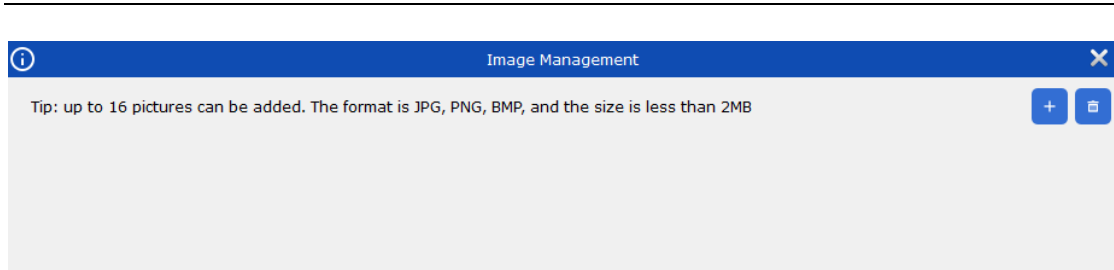 Image Management
Tip: up to 16 pictures can be added. The format is JPG, PNG, BMP, and the size is less than 2MB